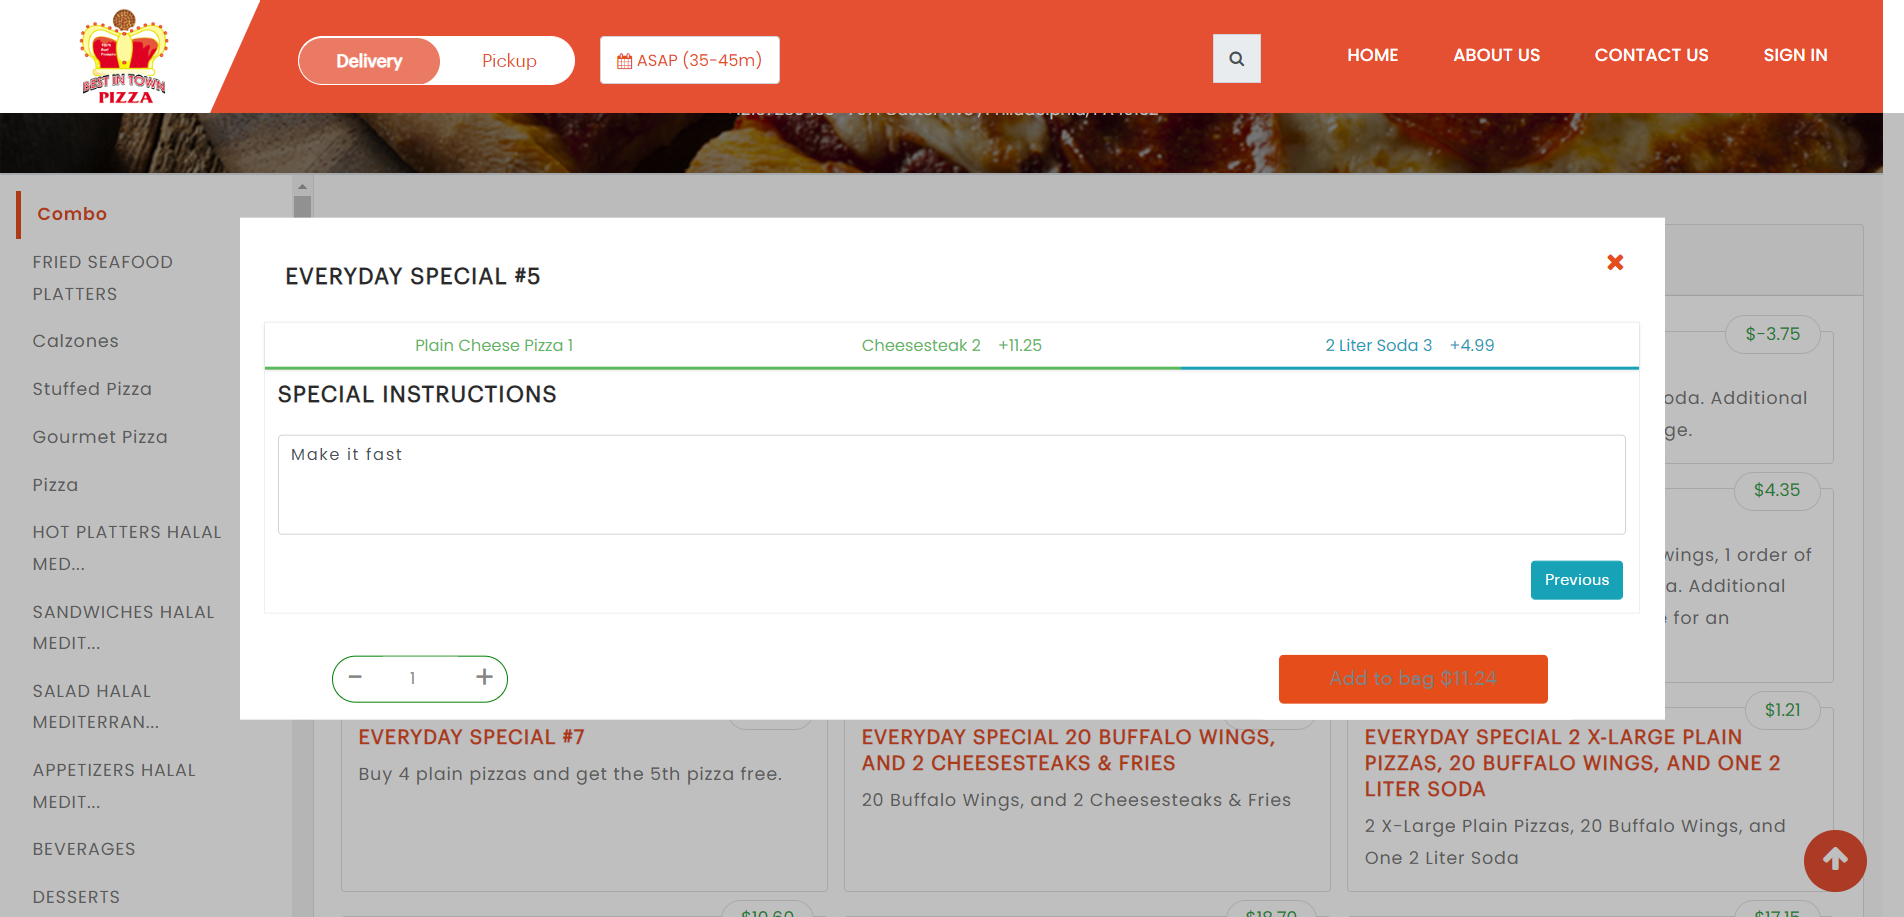 BEST IN TOWN
PIZZA
Delivery
Pickup
ASAP (35-45m)
HOME
ABOUT US
CONTACT US
SIGN IN
Combo
FRIED SEAFOOD
PLATTERS
Calzones
Stuffed Pizza
Gourmet Pizza
Pizza
HOT PLATTERS HALAL
MED...
SANDWICHES HALAL
MEDIT...
SALAD HALAL
MEDITERRAN...
APPETIZERS HALAL
MEDIT...
BEVERAGES
DESSERTS
EVERYDAY SPECIAL #5
Plain Cheese Pizza 1
Cheesesteak 2 +11.25
2 Liter Soda 3 +4.99
SPECIAL INSTRUCTIONS
Make it fast
Previous
1
Add to bag $11.24
$-3.75
oda. Additional
ge.
$4.35
wings, 1 order of
a. Additional
for an
EVERYDAY SPECIAL #7
Buy 4 plain pizzas and get the 5th pizza free.
EVERYDAY SPECIAL 20 BUFFALO WINGS,
AND 2 CHEESESTEAKS & FRIES
20 Buffalo Wings, and 2 Cheesesteaks & Fries
$1.21
EVERYDAY SPECIAL 2 X-LARGE PLAIN
PIZZAS, 20 BUFFALO WINGS, AND ONE 2
LITER SODA
2 X-Large Plain Pizzas, 20 Buffalo Wings, and
One 2 Liter Soda
$10.60
$18.70
$17.15